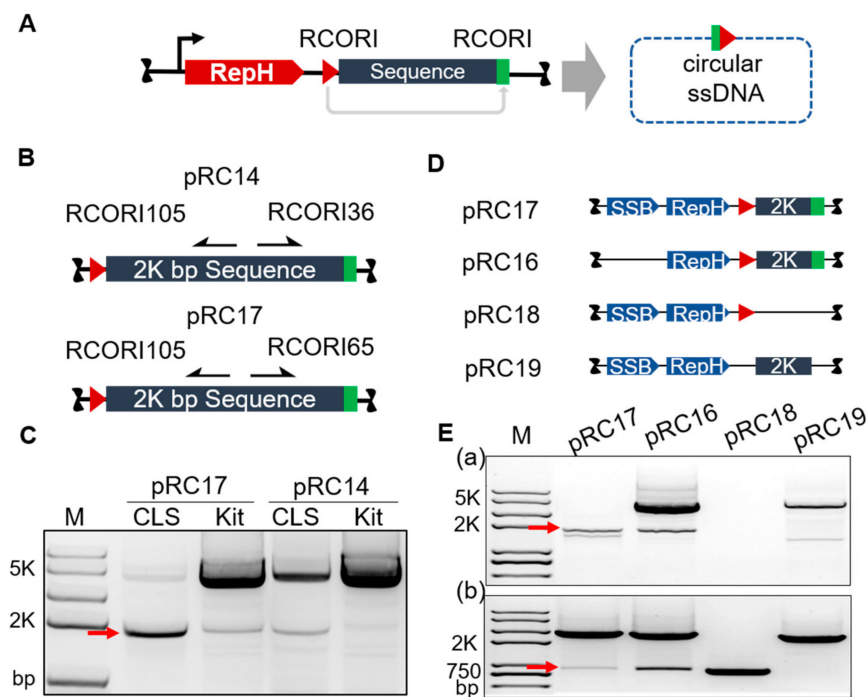 A
RCORI RCORI
RepH Sequence
circular
ssDNA
B
pRC14
RCORI105 RCORI36
2K bp Sequence
pRC17
RCORI105 RCORI65
2K bp Sequence
C
pRC17 pRC14
M CLS Kit CLS Kit
5K
2K
bp
D
pRC17 SSB RepH 2K
pRC16 RepH 2K
pRC18 SSB RepH
pRC19 SSB RepH 2K
E
M pRC17 pRC16 pRC18 pRC19
(a)
5K
2K
(b)
2K
750
bp